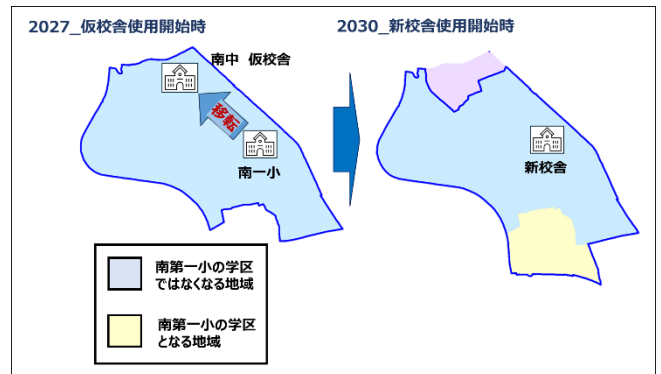 2027_仮校舎使用開始時
2030_新校舎使用開始時
南中 仮校舎
移転
南一小
新校舎
南第一小の学区
ではなくなる地域
南第一小の学区
となる地域